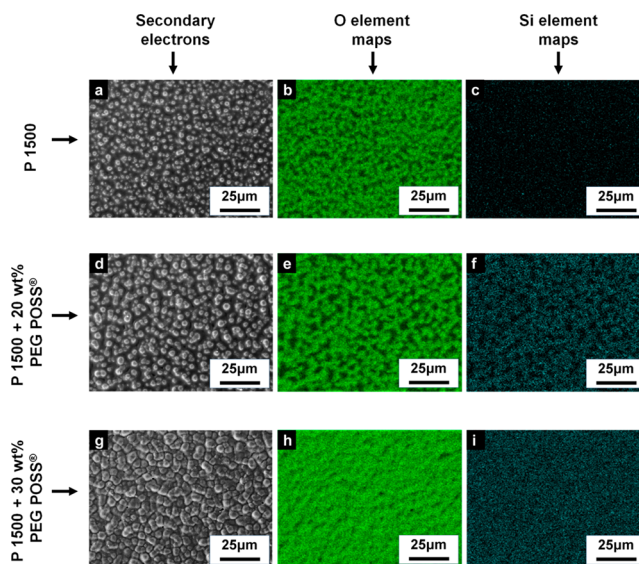 Secondary
electrons
O element
maps
Si element
maps
P 1500
a
25µm
b
25µm
c
25µm
P 1500 + 20 wt%
PEG POSS®
d
25µm
e
25µm
f
25µm
P 1500 + 30 wt%
PEG POSS®
g
25µm
h
25µm
i
25µm